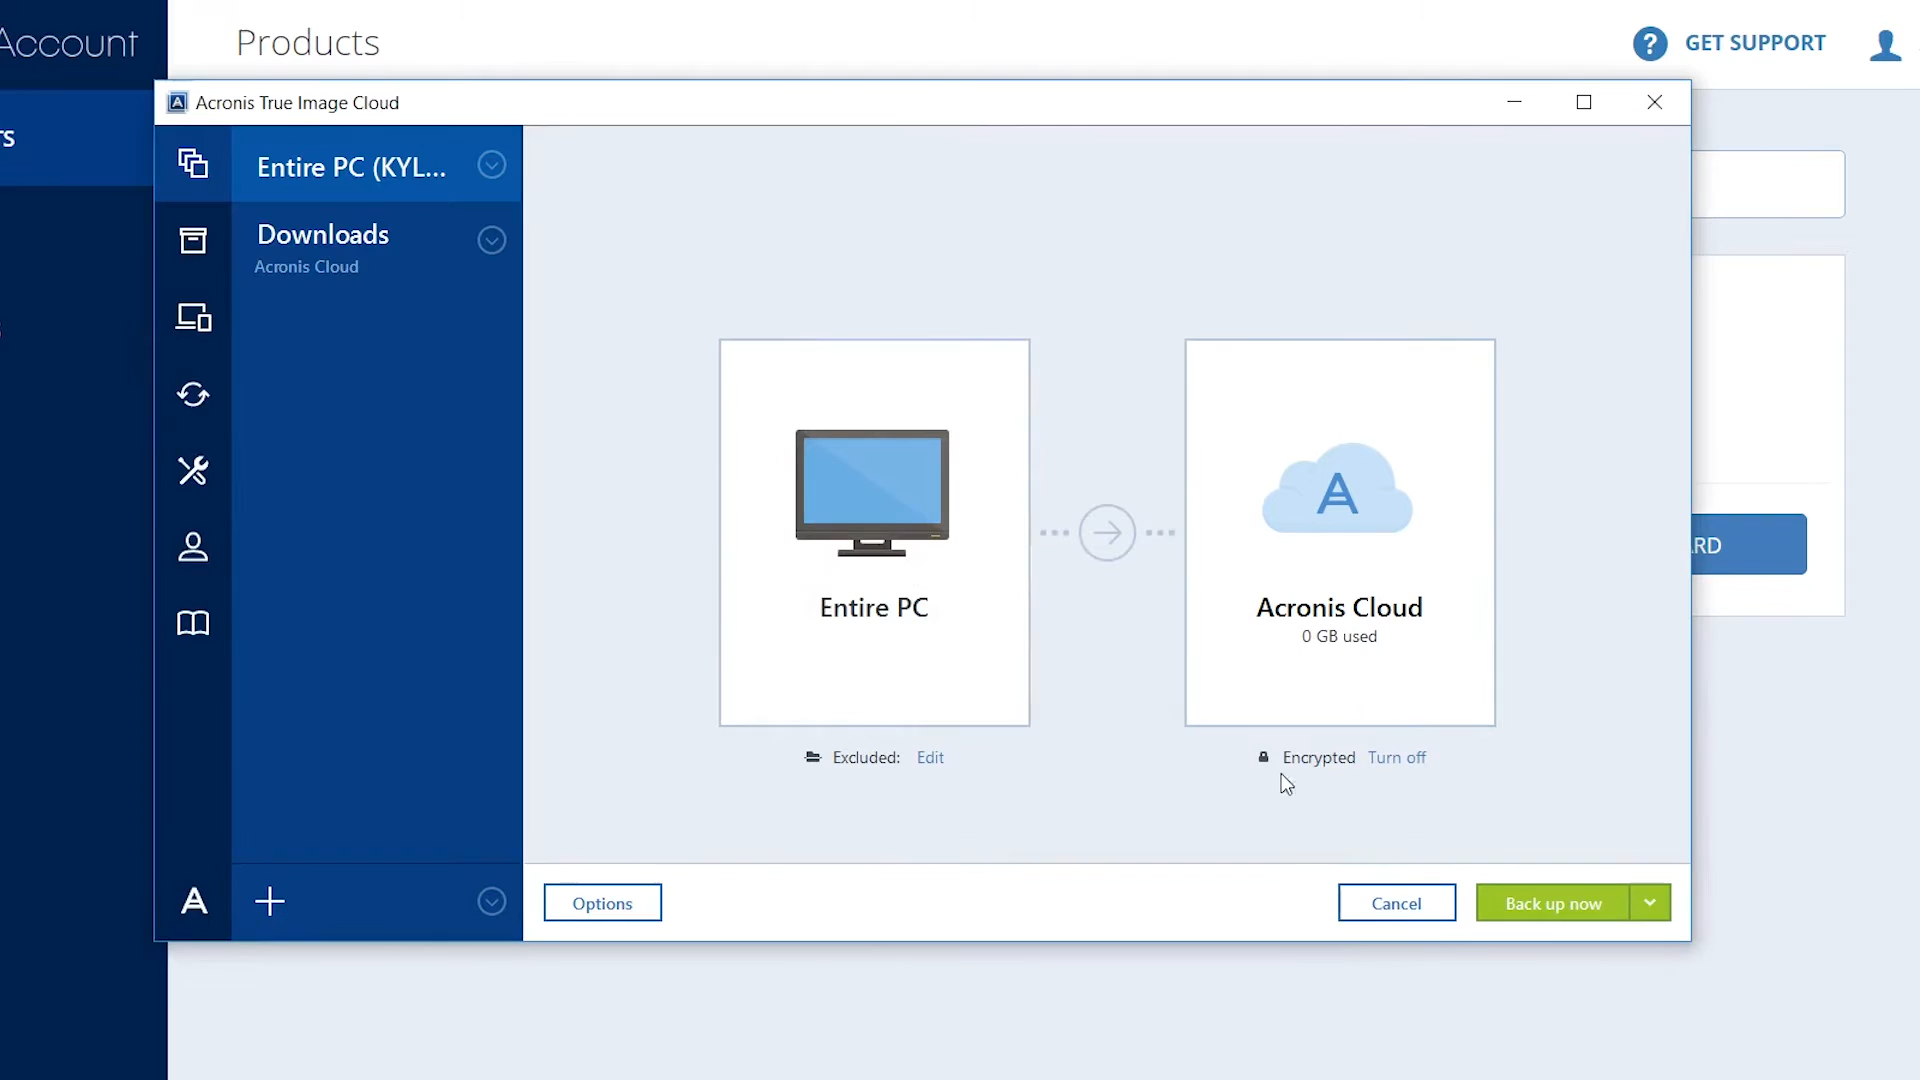 Account
Products
? GET SUPPORT
Acronis True Image Cloud
Entire PC (KYL...
Downloads
Acronis Cloud
Entire PC
Acronis Cloud
0 GB used
Excluded: Edit
Encrypted Turn off
Options
Cancel
Back up now